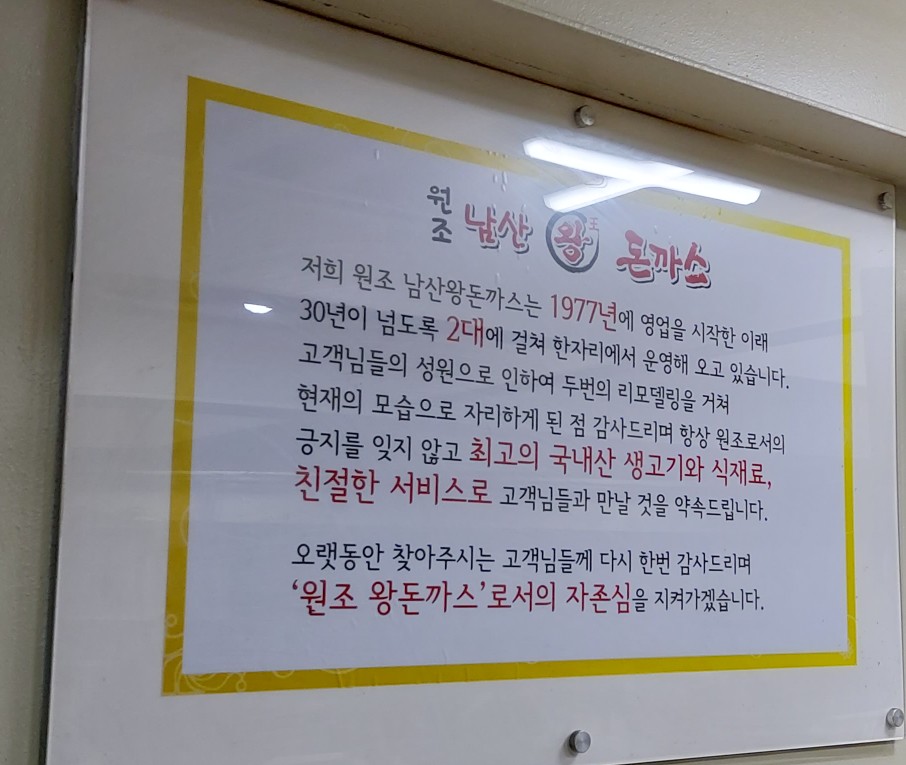 원조 남산 왕 王 돈까스
저희 원조 남산왕돈까스는 1977년에 영업을 시작한 이래
30년이 넘도록 2대에 걸쳐 한자리에서 운영해 오고 있습니다.
고객님들의 성원으로 인하여 두번의 리모델링을 거쳐
현재의 모습으로 자리하게 된 점 감사드리며 항상 원조로서의
긍지를 잊지 않고 최고의 국내산 생고기와 식재료,
친절한 서비스로 고객님들과 만날 것을 약속드립니다.
오랫동안 찾아주시는 고객님들께 다시 한번 감사드리며
‘원조 왕돈까스’로서의 자존심을 지켜가겠습니다.